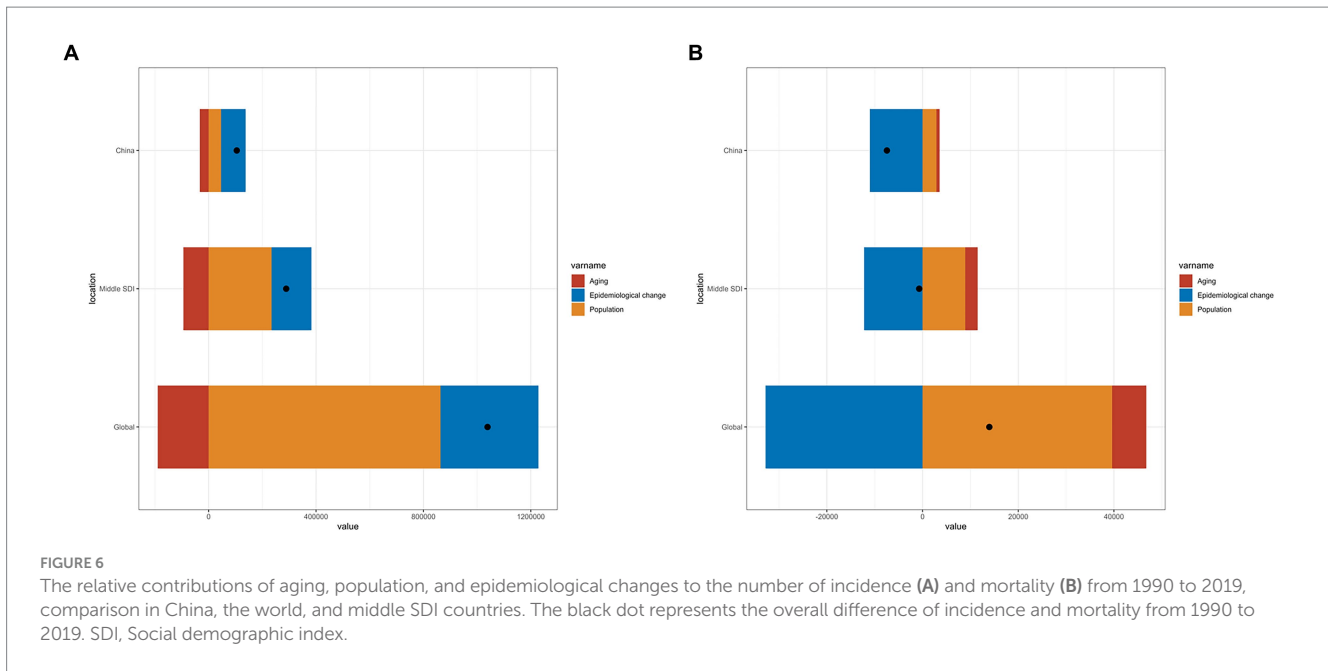 A
China
Middle SDI
Global
location
0
400000
800000
1200000
value
varname
Aging
Epidemiological change
Population
B
China
Middle SDI
Global
location
-20000
0
20000
40000
value
varname
Aging
Epidemiological change
Population
FIGURE 6
The relative contributions of aging, population, and epidemiological changes to the number of incidence (A) and mortality (B) from 1990 to 2019,
comparison in China, the world, and middle SDI countries. The black dot represents the overall difference of incidence and mortality from 1990 to
2019. SDI, Social demographic index.